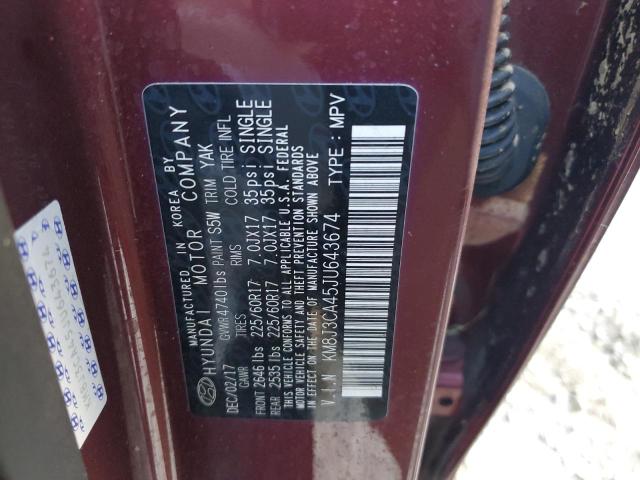 MANUFACTURED IN KOREA BY
HYUNDAI MOTOR COMPANY
DEC/02/17 GVWR 4740lbs PAINT S5W TRIM YAK
GAWR TIRES RIMS COLD TIRE INFL
FRONT 2646 lbs 225/60R17 7.0JX17 35psi SINGLE
REAR 2535 lbs 225/60R17 7.0JX17 35psi SINGLE
THIS VEHICLE CONFORMS TO ALL APPLICABLE U.S.A. FEDERAL
MOTOR VEHICLE SAFETY AND THEFT PREVENTION STANDARDS
IN EFFECT ON THE DATE OF MANUFACTURE SHOWN ABOVE.
V.I.N KM8J3CA45JU643674 TYPE : MPV
KM8J3CA45JU643674